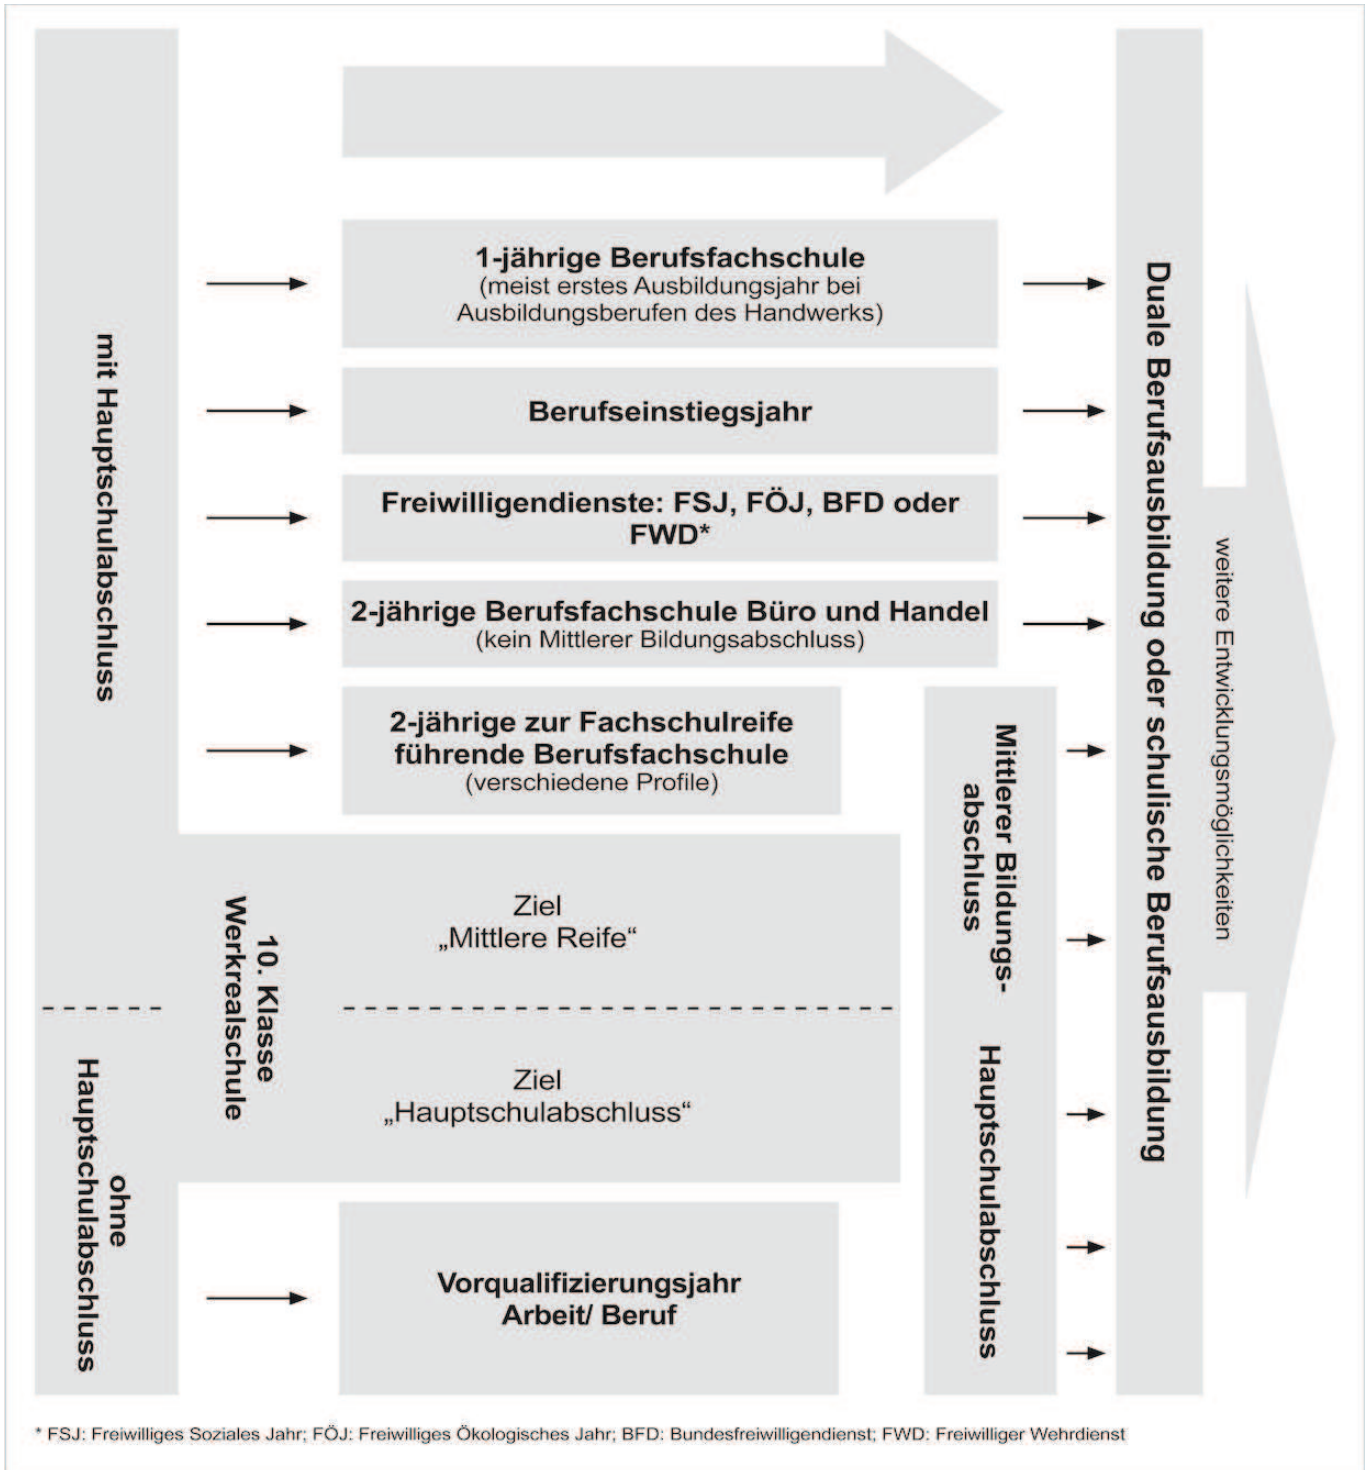 mit Hauptschulabschluss
1-jährige Berufsfachschule
(meist erstes Ausbildungsjahr bei
Ausbildungsberufen des Handwerks)
Berufseinstiegsjahr
Freiwilligendienste: FSJ, FÖJ, BFD oder
FWD*
2-jährige Berufsfachschule Büro und Handel
(kein Mittlerer Bildungsabschluss)
2-jährige zur Fachschulreife
führende Berufsfachschule
(verschiedene Profile)
10. Klasse
Werkrealschule
Ziel
„Mittlere Reife“
Ziel
„Hauptschulabschluss“
ohne
Hauptschulabschluss
Vorqualifizierungsjahr
Arbeit/ Beruf
Mittlerer Bildungs-
abschluss
Hauptschulabschluss
Duale Berufsausbildung oder schulische Berufsausbildung
weitere Entwicklungsmöglichkeiten
* FSJ: Freiwilliges Soziales Jahr; FÖJ: Freiwilliges Ökologisches Jahr; BFD: Bundesfreiwilligendienst; FWD: Freiwilliger Wehrdienst